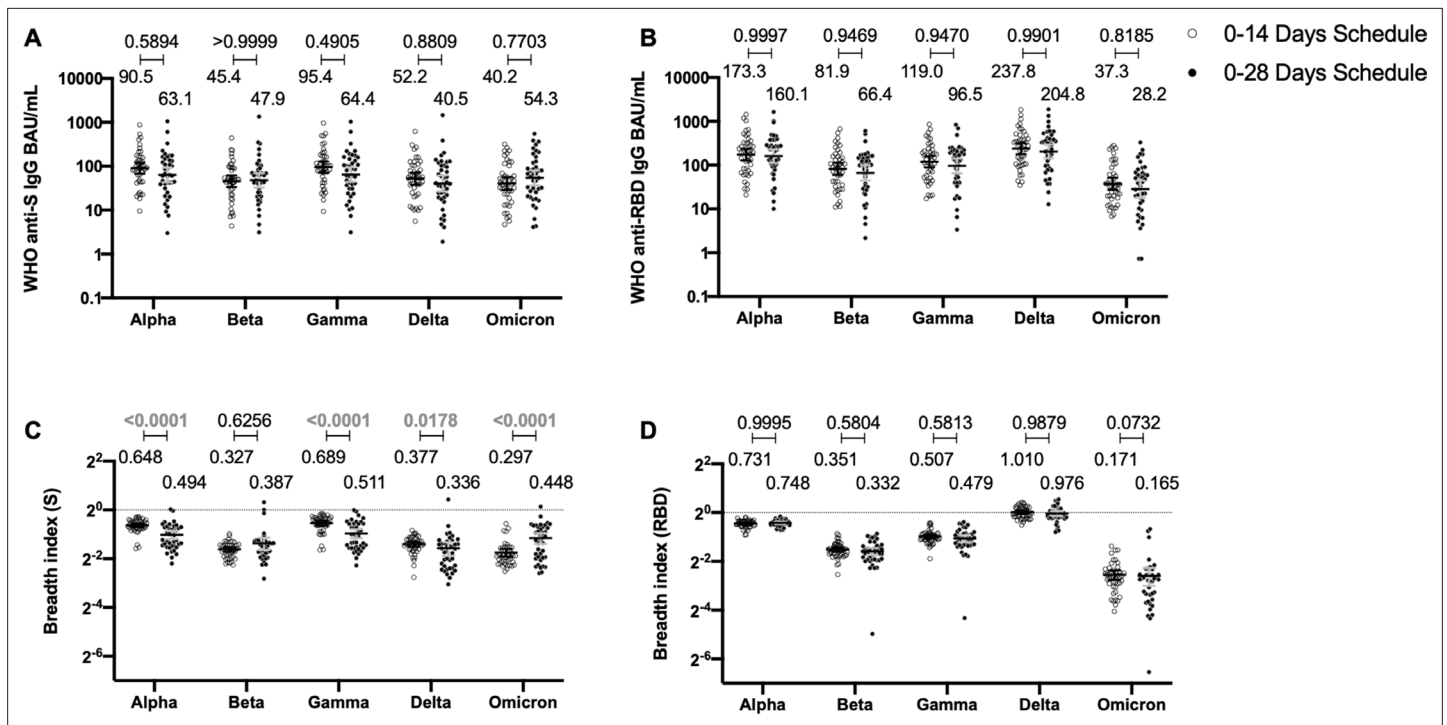 A
0.5894 >0.9999 0.4905 0.8809 0.7703
90.5 45.4 95.4 52.2 40.2
63.1 47.9 64.4 40.5 54.3
WHO anti-S IgG BAU/mL
10000
1000
100
10
1
0.1
Alpha Beta Gamma Delta Omicron
B
0.9997 0.9469 0.9470 0.9901 0.8185
173.3 81.9 119.0 237.8 37.3
160.1 66.4 96.5 204.8 28.2
WHO anti-RBD IgG BAU/mL
10000
1000
100
10
1
0.1
Alpha Beta Gamma Delta Omicron
0-14 Days Schedule
0-28 Days Schedule
C
<0.0001 0.6256 <0.0001 0.0178 <0.0001
0.648 0.327 0.689 0.377 0.297
0.494 0.387 0.511 0.336 0.448
Breadth index (S)
2²
2⁰
2⁻²
2⁻⁴
2⁻⁶
Alpha Beta Gamma Delta Omicron
D
0.9995 0.5804 0.5813 0.9879 0.0732
0.731 0.351 0.507 1.010 0.171
0.748 0.332 0.479 0.976 0.165
Breadth index (RBD)
2²
2⁰
2⁻²
2⁻⁴
2⁻⁶
Alpha Beta Gamma Delta Omicron